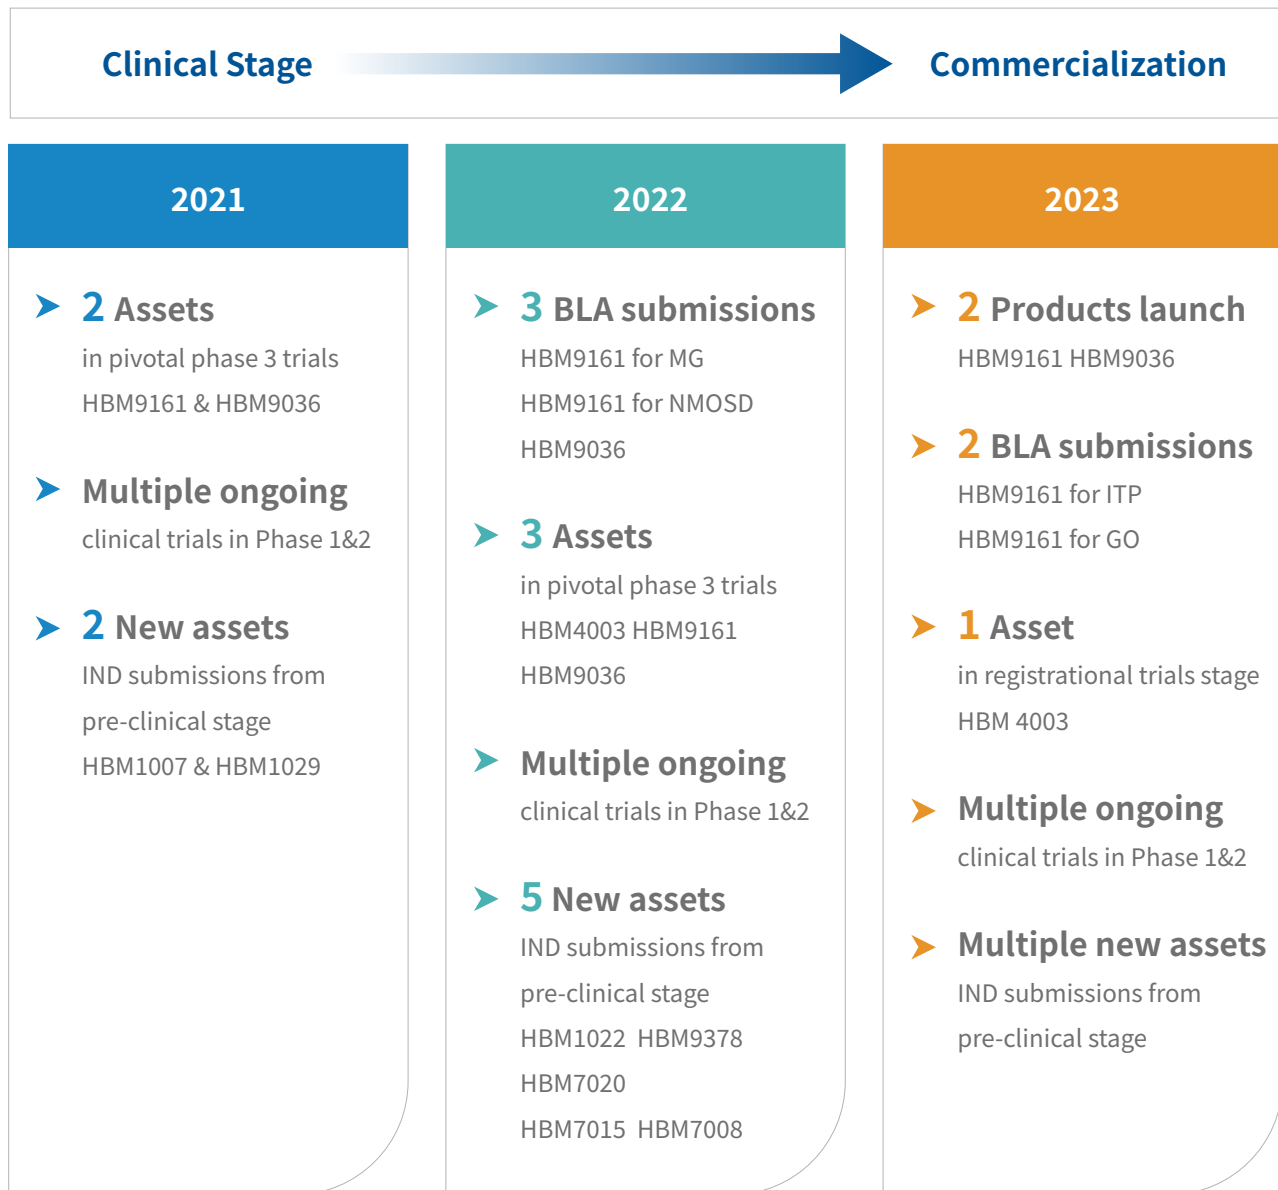 Clinical Stage
Commercialization
2021
2 Assets
in pivotal phase 3 trials
HBM9161 & HBM9036
Multiple ongoing
clinical trials in Phase 1&2
2 New assets
IND submissions from
pre-clinical stage
HBM1007 & HBM1029
2022
3 BLA submissions
HBM9161 for MG
HBM9161 for NMOSD
HBM9036
3 Assets
in pivotal phase 3 trials
HBM4003 HBM9161
HBM9036
Multiple ongoing
clinical trials in Phase 1&2
5 New assets
IND submissions from
pre-clinical stage
HBM1022 HBM9378
HBM7020
HBM7015 HBM7008
2023
2 Products launch
HBM9161 HBM9036
2 BLA submissions
HBM9161 for ITP
HBM9161 for GO
1 Asset
in registrational trials stage
HBM 4003
Multiple ongoing
clinical trials in Phase 1&2
Multiple new assets
IND submissions from
pre-clinical stage